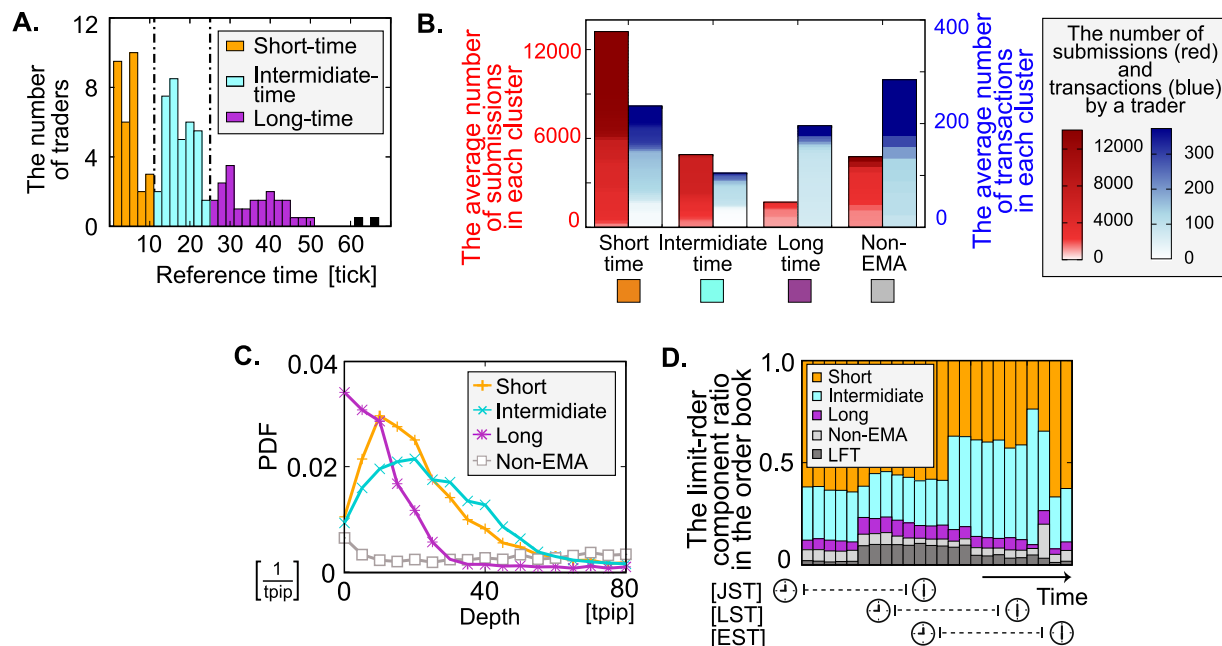 A.
12
8
4
0
10
20
30
40
50
60
The number
of traders
Reference time [tick]
Short-time
Intermidiate-
time
Long-time
B.
The average number
of submissions
in each cluster
12000
6000
0
400
200
0
The average number
of transactions
in each cluster
Short
time
Intermidiate
time
Long
time
Non-
EMA
The number of
submissions (red)
and
transactions (blue)
by a trader
12000
8000
4000
0
300
200
100
0
C.
PDF
0.04
0.02
0
[1/tpip]
0
40
80
Depth
[tpip]
Short
Intermidiate
Long
Non-EMA
D.
The limit-rder
component ratio
in the order book
1.0
0.5
0
Short
Intermediate
Long
Non-EMA
LFT
Time
[JST]
[LST]
[EST]